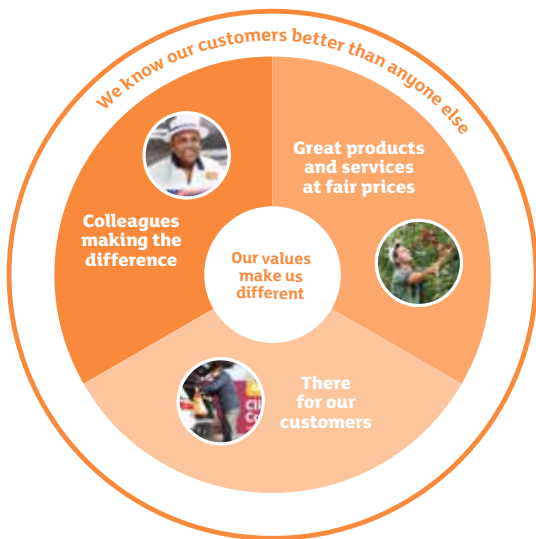 We know our customers better than anyone else
Great products
and services
at fair prices
Colleagues
making the
difference
Our values
make us
different
There
for our
customers